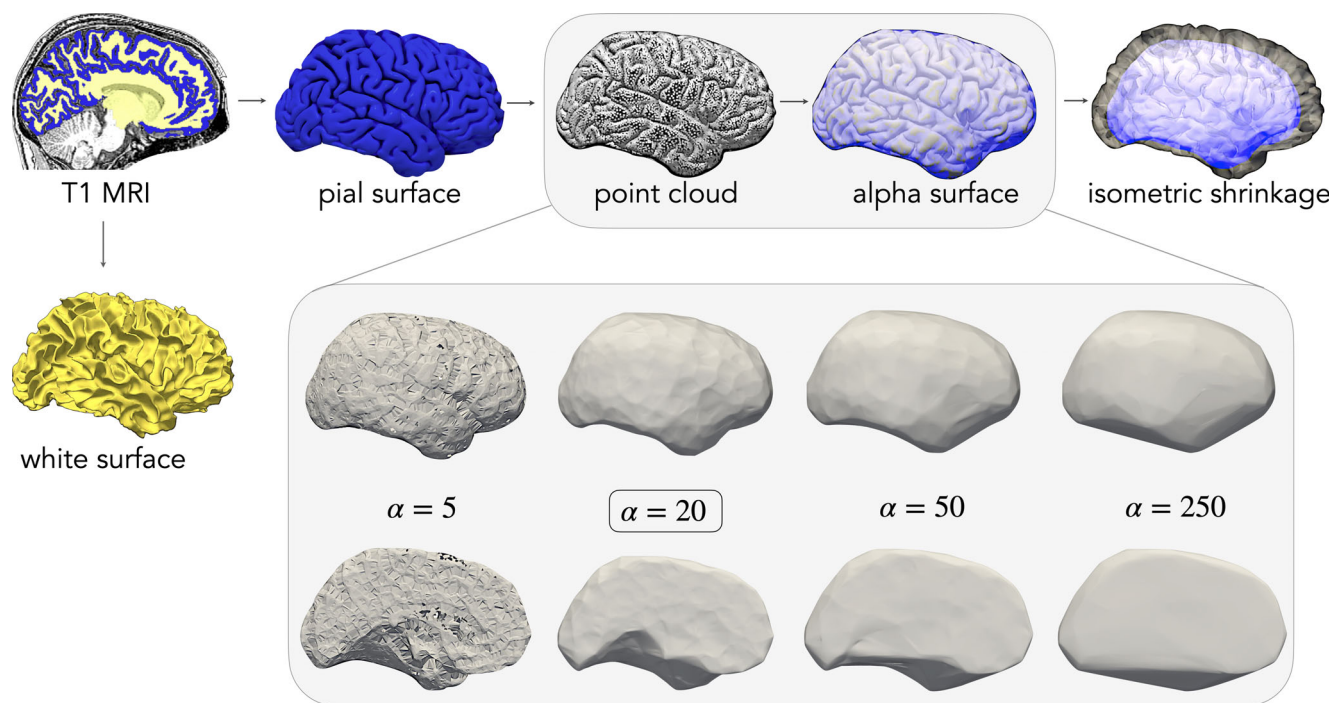 T1 MRI
pial surface
point cloud
alpha surface
isometric shrinkage
white surface
α = 5
α = 20
α = 50
α = 250